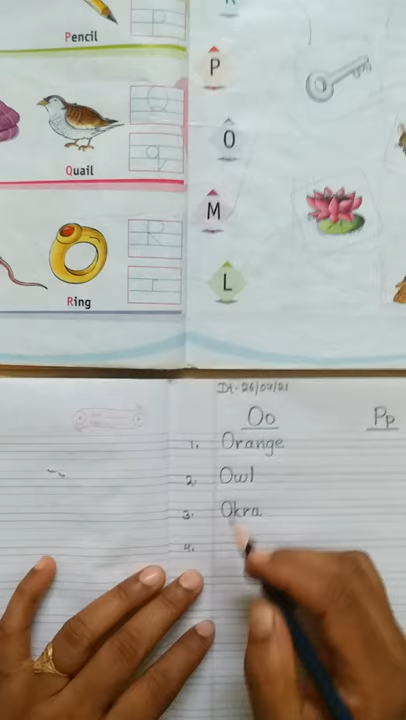 Pencil
P
P
Quail
Q
q
O
M
Ring
R
r
L
Dt-26/07/21
Oo Pp
1. Orange
2. Owl
3. Okra
4.